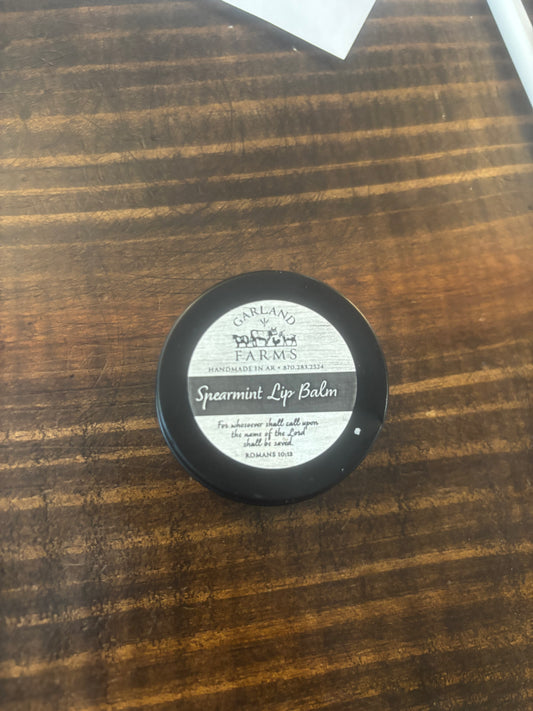 GARLAND
FARMS
HANDMADE IN AR • 870.283.2524
Spearmint Lip Balm
For whosoever shall call upon
the name of the Lord
shall be saved.
ROMANS 10:13